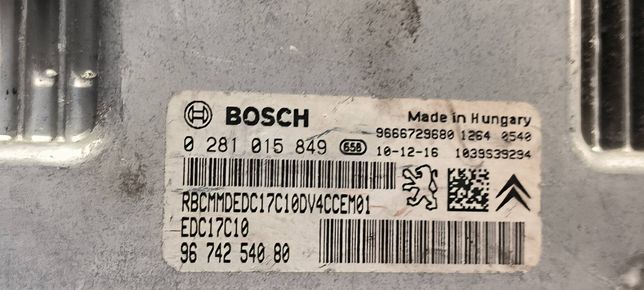 BOSCH
Made in Hungary
9666729680 1264 0540
0 281 015 849 656 10-12-16 1039S39294
RBCMMDEDC17C10DV4CCEM01
EDC17C10
96 742 540 80